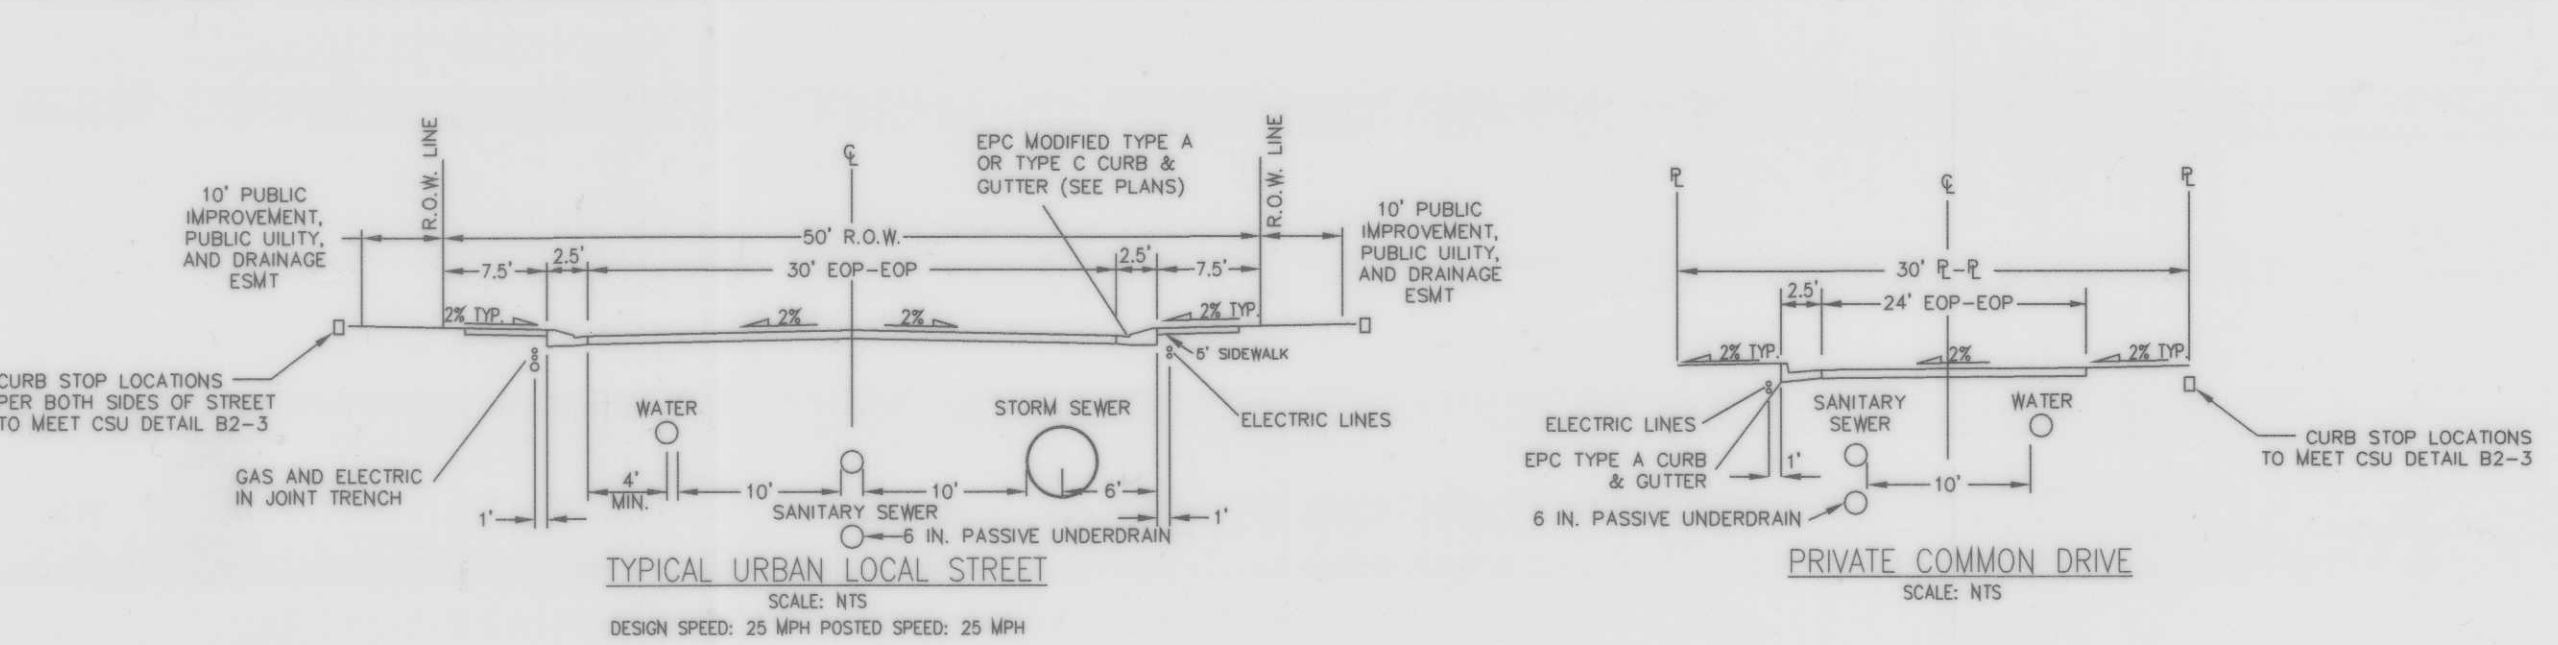 10' PUBLIC
IMPROVEMENT,
PUBLIC UILITY,
AND DRAINAGE
ESMT
R.O.W. LINE
℄
EPC MODIFIED TYPE A
OR TYPE C CURB &
GUTTER (SEE PLANS)
R.O.W. LINE
10' PUBLIC
IMPROVEMENT,
PUBLIC UILITY,
AND DRAINAGE
ESMT
50' R.O.W.
7.5'
2.5'
30' EOP-EOP
2.5'
7.5'
2% TYP.
2%
2%
2% TYP.
5' SIDEWALK
CURB STOP LOCATIONS
PER BOTH SIDES OF STREET
TO MEET CSU DETAIL B2-3
WATER
STORM SEWER
ELECTRIC LINES
GAS AND ELECTRIC
IN JOINT TRENCH
4'
MIN.
10'
10'
6'
SANITARY SEWER
1'
1'
6 IN. PASSIVE UNDERDRAIN
TYPICAL URBAN LOCAL STREET
SCALE: NTS
DESIGN SPEED: 25 MPH POSTED SPEED: 25 MPH
PL
℄
PL
30' PL-PL
2.5'
24' EOP-EOP
2% TYP.
2%
2% TYP.
ELECTRIC LINES
SANITARY
SEWER
WATER
EPC TYPE A CURB
& GUTTER
1'
10'
CURB STOP LOCATIONS
TO MEET CSU DETAIL B2-3
6 IN. PASSIVE UNDERDRAIN
PRIVATE COMMON DRIVE
SCALE: NTS